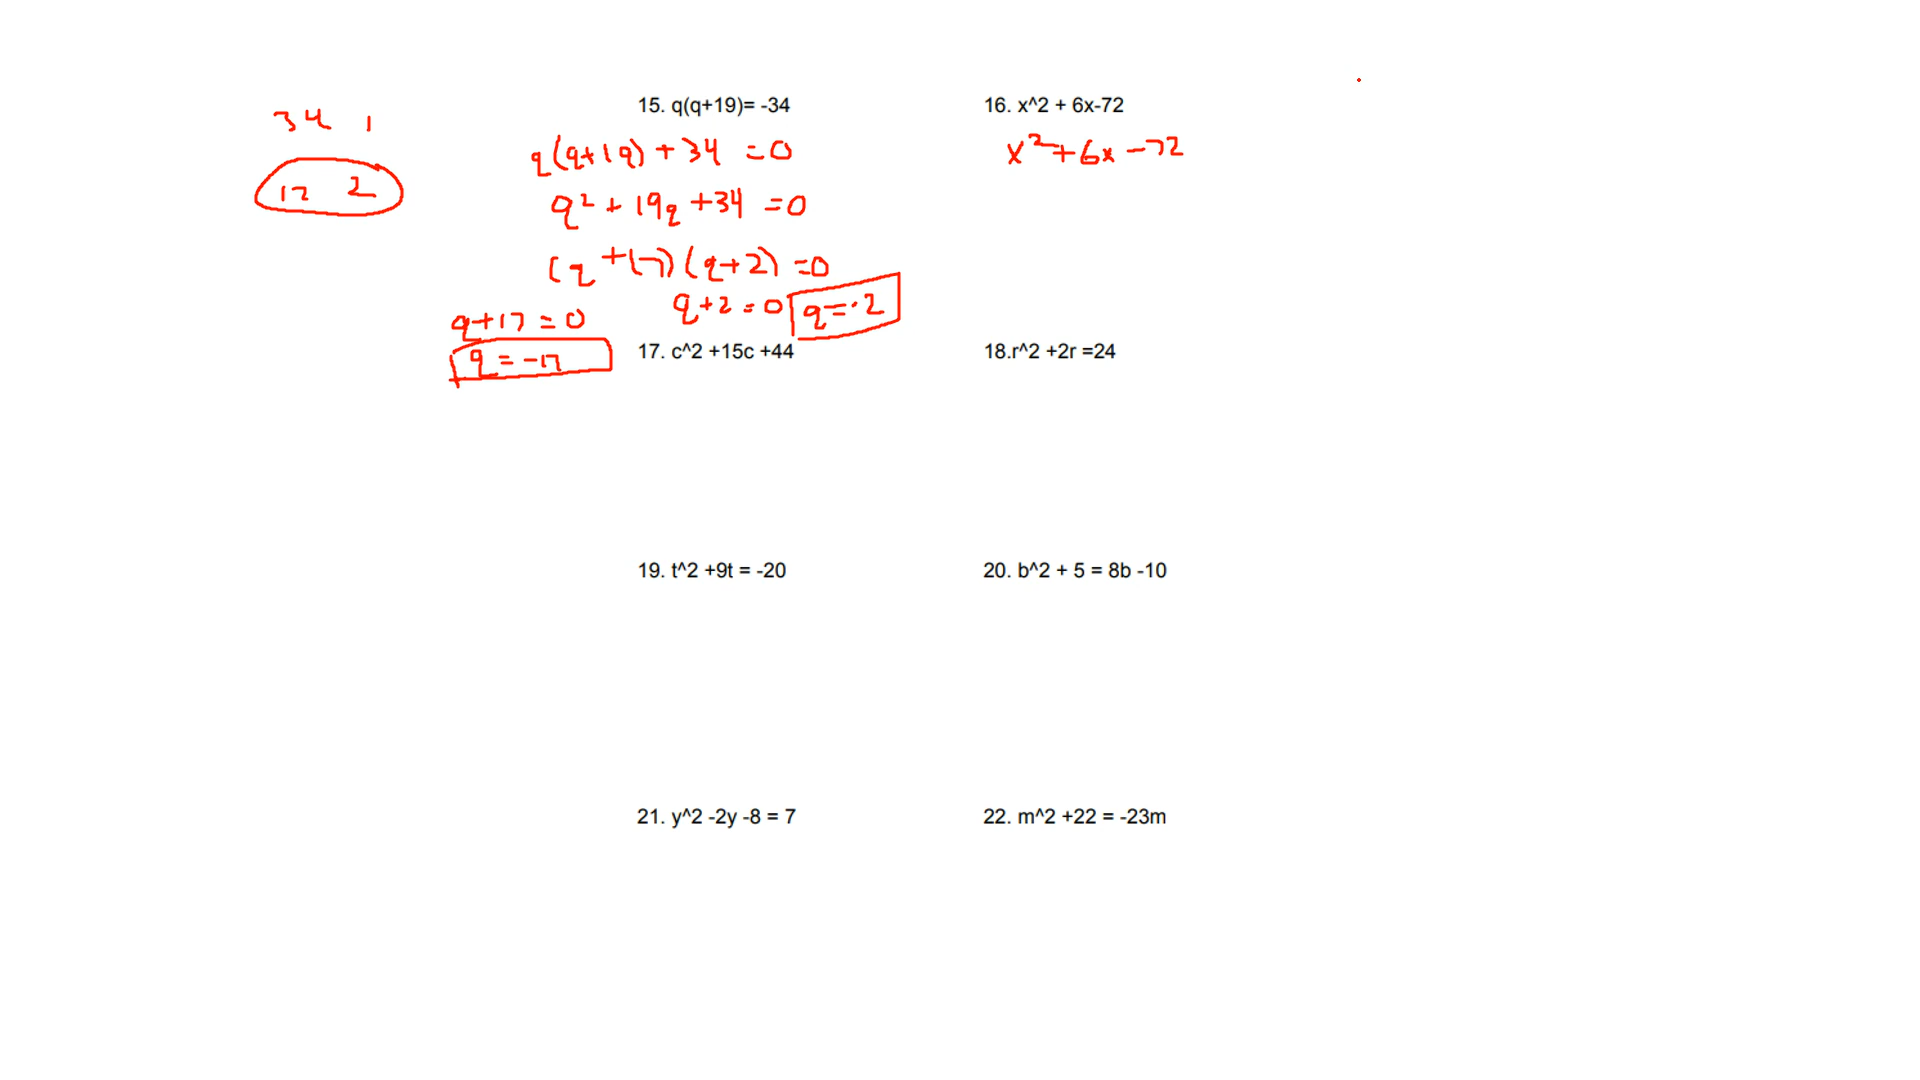 34 1
17 2
15. q(q+19)= -34
q(q+19) + 34 = 0
q² + 19q + 34 = 0
(q + 17) (q + 2) = 0
q + 2 = 0 q = -2
q + 17 = 0
q = -17
16. x^2 + 6x-72
x² + 6x - 72
17. c^2 +15c +44
18.r^2 +2r =24
19. t^2 +9t = -20
20. b^2 + 5 = 8b -10
21. y^2 -2y -8 = 7
22. m^2 +22 = -23m